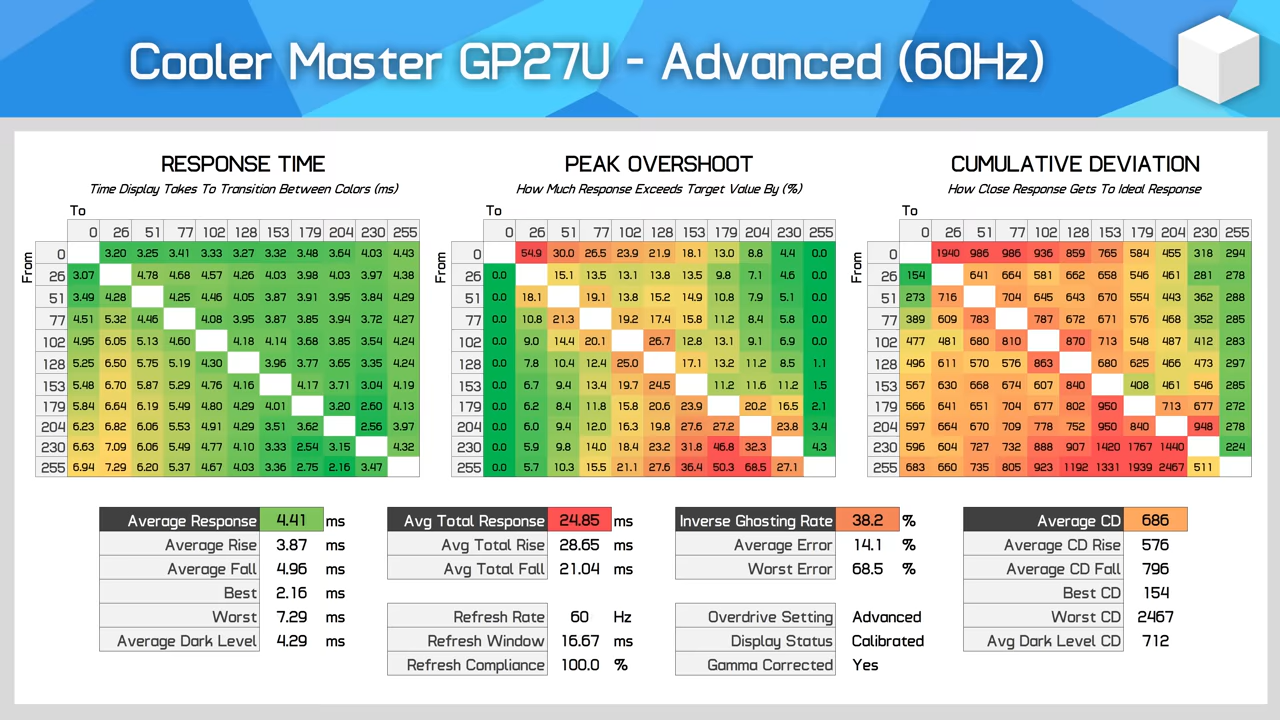 Cooler Master GP27U - Advanced (60Hz)
RESPONSE TIME
Time Display Takes To Transition Between Colors (ms)
To
0 26 51 77 102 128 153 179 204 230 255
From
0 3.20 3.25 3.41 3.33 3.27 3.32 3.48 3.64 4.03 4.43
26 3.07 4.78 4.68 4.57 4.26 4.03 3.98 4.03 3.97 4.38
51 3.49 4.28 4.25 4.46 4.05 3.87 3.91 3.95 3.84 4.29
77 4.51 5.32 4.46 4.08 3.95 3.87 3.85 3.94 3.72 4.27
102 4.95 6.05 5.13 4.60 4.18 4.14 3.68 3.85 3.54 4.24
128 5.25 6.50 5.75 5.19 4.30 3.96 3.77 3.65 3.35 4.24
153 5.48 6.70 5.87 5.29 4.76 4.16 4.17 3.71 3.04 4.19
179 5.84 6.64 6.19 5.49 4.80 4.29 4.01 3.20 2.60 4.13
204 6.23 6.82 6.06 5.53 4.91 4.29 3.51 3.62 2.56 3.97
230 6.63 7.09 6.06 5.49 4.77 4.10 3.33 2.54 3.15 4.32
255 6.94 7.29 6.20 5.37 4.67 4.03 3.36 2.75 2.16 3.47
PEAK OVERSHOOT
How Much Response Exceeds Target Value By (%)
To
0 26 51 77 102 128 153 179 204 230 255
From
0 54.9 30.0 26.5 23.9 21.9 18.1 13.0 8.8 4.4 0.0
26 0.0 15.1 13.5 13.1 13.8 13.5 9.8 7.1 4.6 0.0
51 0.0 18.1 19.1 13.8 15.2 14.9 10.8 7.9 5.1 0.0
77 0.0 10.8 21.3 19.2 17.4 15.8 11.2 8.4 5.8 0.0
102 0.0 9.0 14.4 20.1 26.7 12.8 13.1 9.1 6.9 0.0
128 0.0 7.8 10.4 12.4 25.0 17.1 13.2 11.2 8.5 1.1
153 0.0 6.7 9.4 13.4 19.7 24.5 11.2 11.6 11.2 1.5
179 0.0 6.2 8.4 11.8 15.8 20.6 23.9 20.2 16.5 2.1
204 0.0 6.0 9.4 12.0 16.3 19.8 27.6 27.2 23.8 3.4
230 0.0 5.9 9.8 14.0 18.4 23.2 31.8 46.8 32.3 4.3
255 0.0 5.7 10.3 15.5 21.1 27.6 36.4 50.3 68.5 27.1
CUMULATIVE DEVIATION
How Close Response Gets To Ideal Response
To
0 26 51 77 102 128 153 179 204 230 255
From
0 1940 986 986 936 859 765 584 455 318 294
26 154 641 664 581 662 658 546 461 281 278
51 273 716 704 645 643 670 554 443 362 288
77 389 609 783 787 672 671 576 468 352 285
102 477 481 680 810 870 713 548 487 412 283
128 496 611 570 576 863 680 625 466 473 297
153 567 630 668 674 607 840 408 461 546 285
179 566 641 651 704 677 802 950 713 677 272
204 597 664 670 709 778 752 950 840 948 278
230 596 604 727 732 888 907 1420 1767 1440 224
255 683 660 735 805 923 1192 1331 1939 2467 511
Average Response 4.41 ms
Average Rise 3.87 ms
Average Fall 4.96 ms
Best 2.16 ms
Worst 7.29 ms
Average Dark Level 4.29 ms
Avg Total Response 24.85 ms
Avg Total Rise 28.65 ms
Avg Total Fall 21.04 ms
Refresh Rate 60 Hz
Refresh Window 16.67 ms
Refresh Compliance 100.0 %
Inverse Ghosting Rate 38.2 %
Average Error 14.1 %
Worst Error 68.5 %
Overdrive Setting Advanced
Display Status Calibrated
Gamma Corrected Yes
Average CD 686
Average CD Rise 576
Average CD Fall 796
Best CD 154
Worst CD 2467
Avg Dark Level CD 712